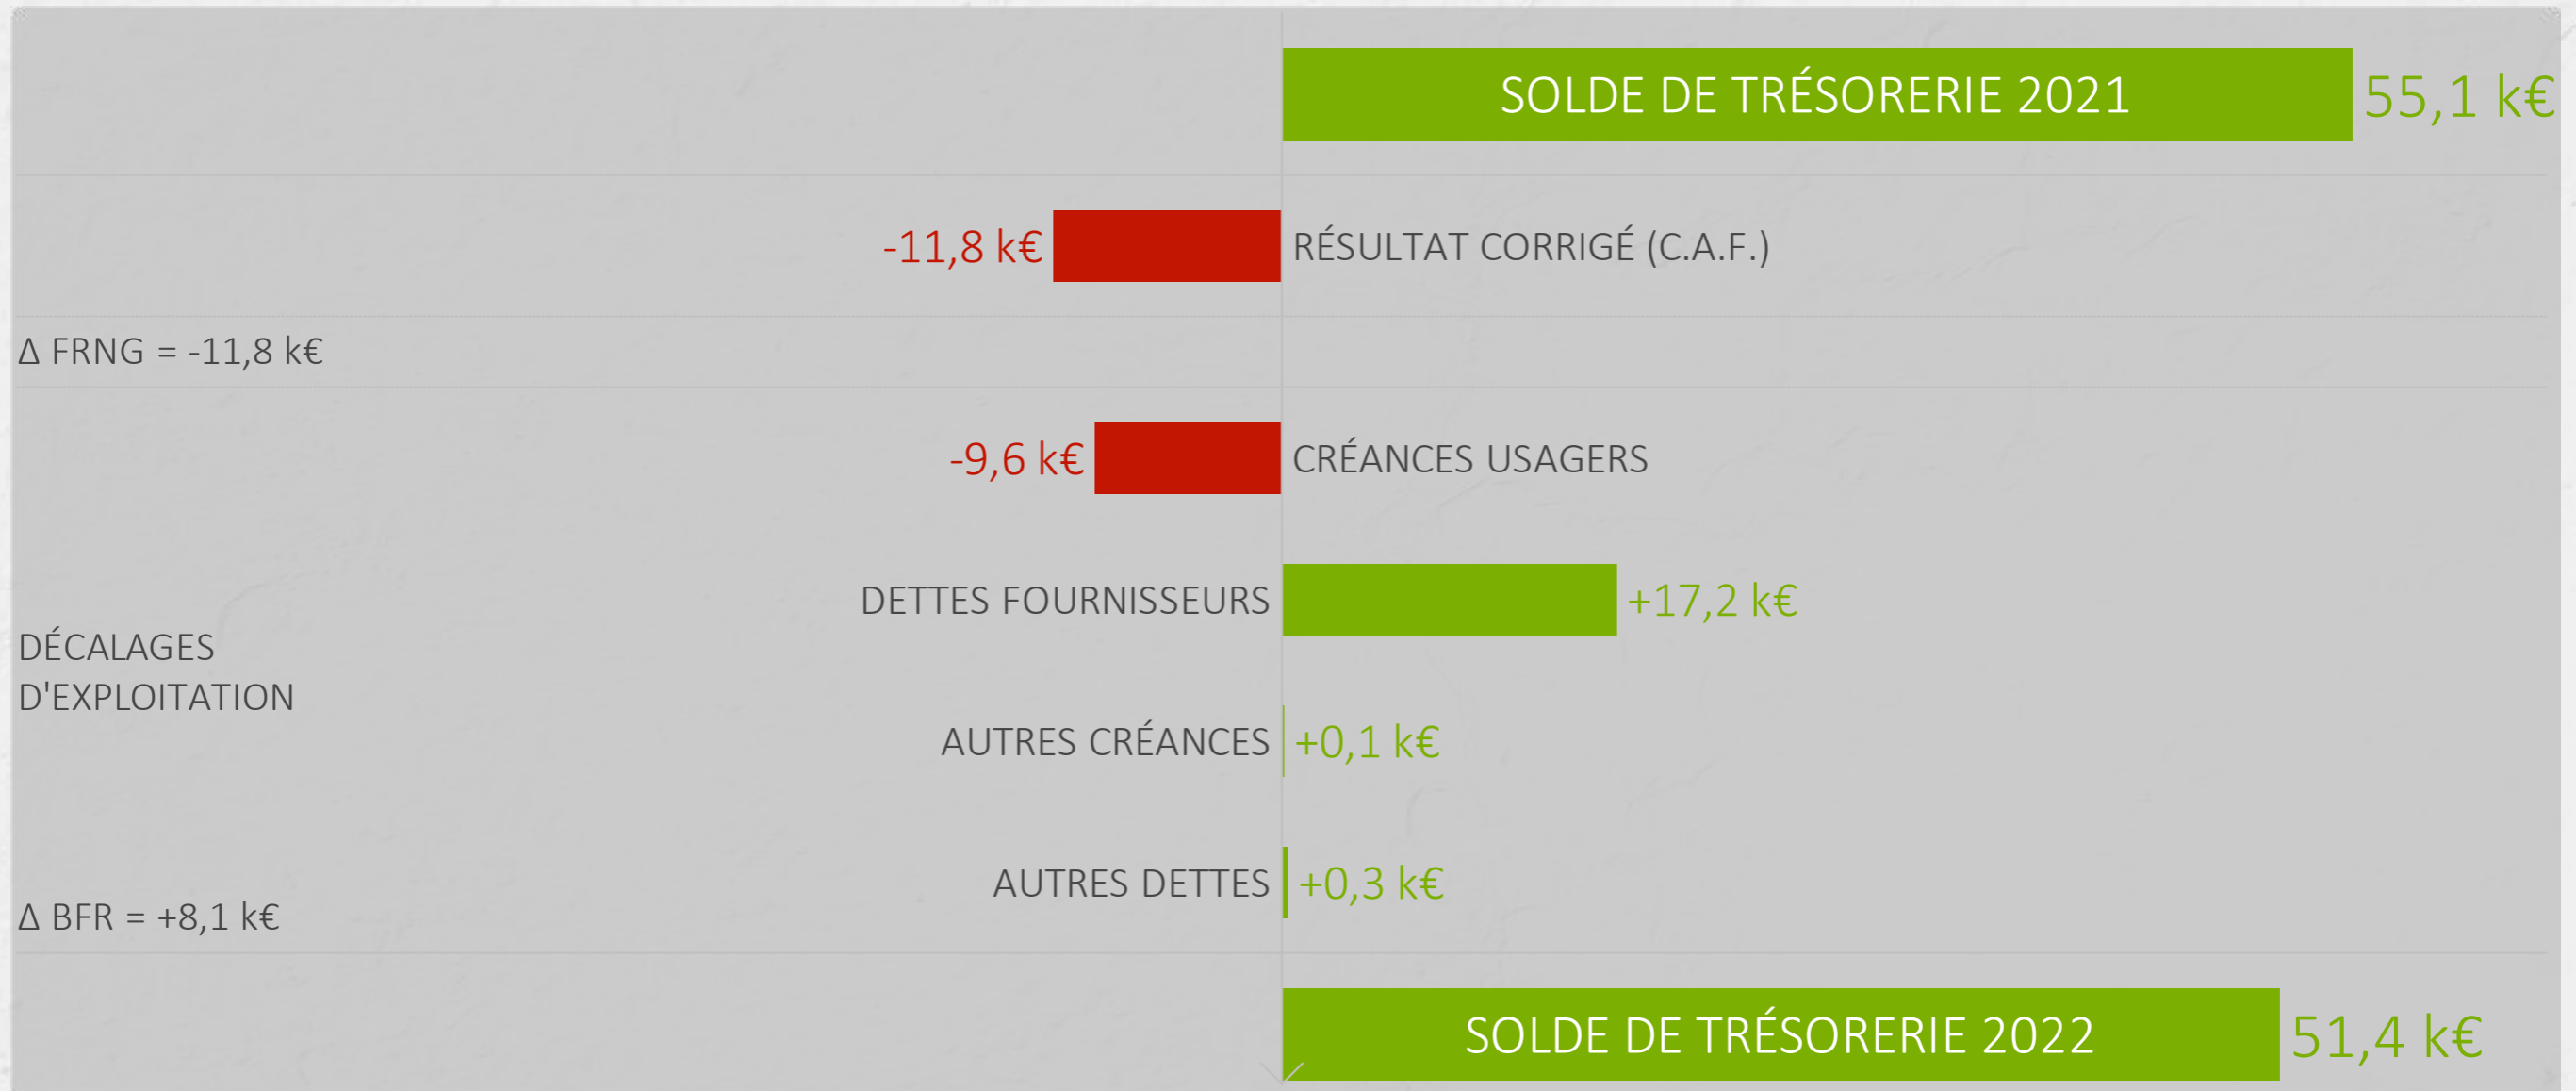 SOLDE DE TRÉSORERIE 2021 55,1 k€
-11,8 k€ RÉSULTAT CORRIGÉ (C.A.F.)
Δ FRNG = -11,8 k€
-9,6 k€ CRÉANCES USAGERS
DETTES FOURNISSEURS +17,2 k€
DÉCALAGES
D'EXPLOITATION
AUTRES CRÉANCES +0,1 k€
AUTRES DETTES +0,3 k€
Δ BFR = +8,1 k€
SOLDE DE TRÉSORERIE 2022 51,4 k€